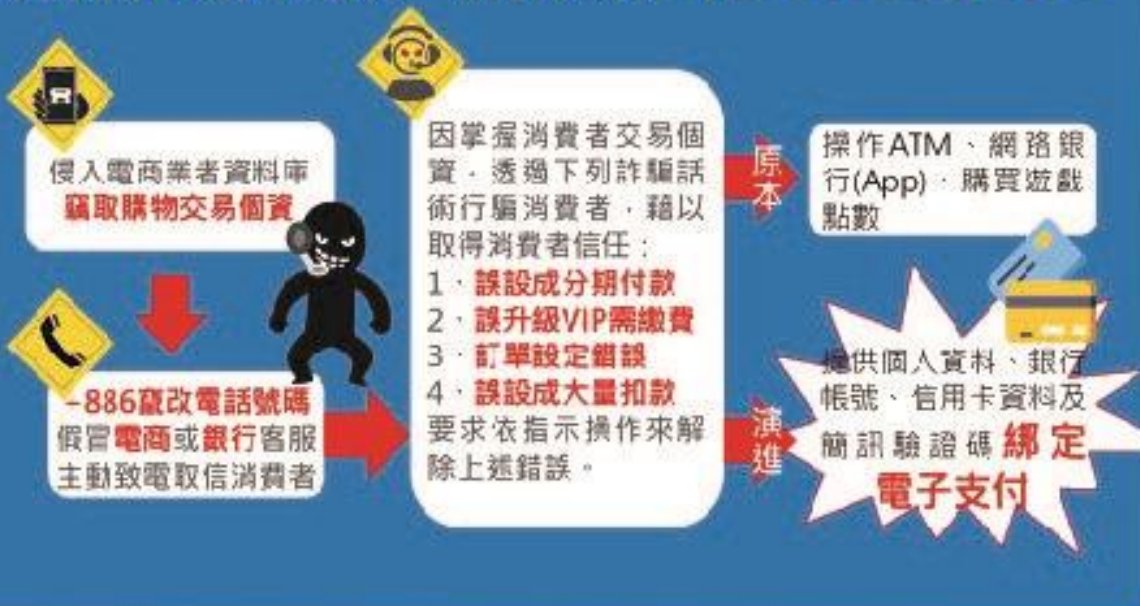 侵入電商業者資料庫
竊取購物交易個資
-886竄改電話號碼
假冒電商或銀行客服
主動致電取信消費者
因掌握消費者交易個
資，透過下列詐騙話
術行騙消費者，藉以
取得消費者信任：
1．誤設成分期付款
2．誤升級VIP需繳費
3．訂單設定錯誤
4．誤設成大量扣款
要求依指示操作來解
除上述錯誤。
原本
操作ATM、網路銀
行(App)．購買遊戲
點數
演進
提供個人資料、銀行
帳號、信用卡資料及
簡訊驗證碼綁定
電子支付